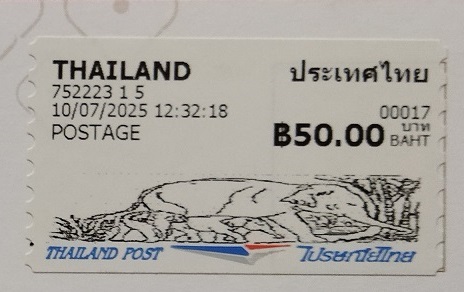 THAILAND ประเทศไทย
752223 1 5
10/07/2025 12:32:18 00017
POSTAGE ฿50.00 บาท BAHT
THAILAND POST ไปรษณีย์ไทย